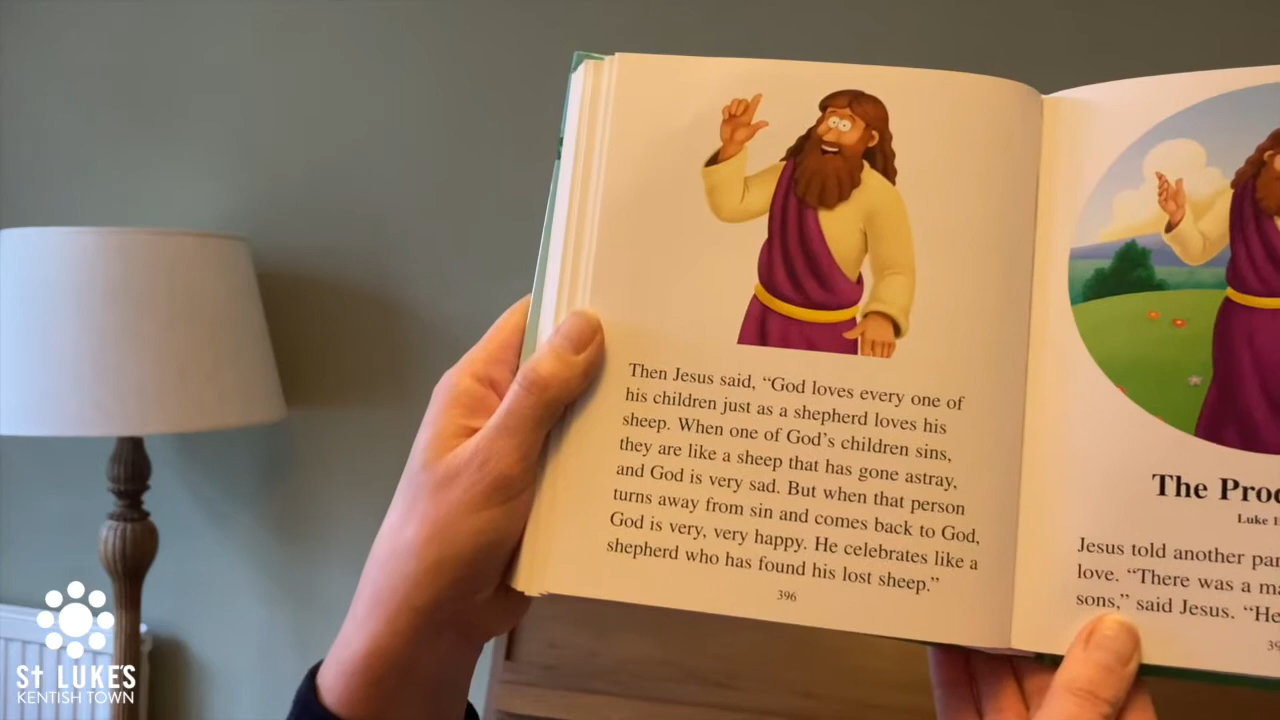 Then Jesus said, “God loves every one of
his children just as a shepherd loves his
sheep. When one of God’s children sins,
they are like a sheep that has gone astray,
and God is very sad. But when that person
turns away from sin and comes back to God,
God is very, very happy. He celebrates like a
shepherd who has found his lost sheep.”
396
The
Luke
Jesus told another
love. “There was a
sons,” said Jesus. “He
St LUKE'S
KENTISH TOWN